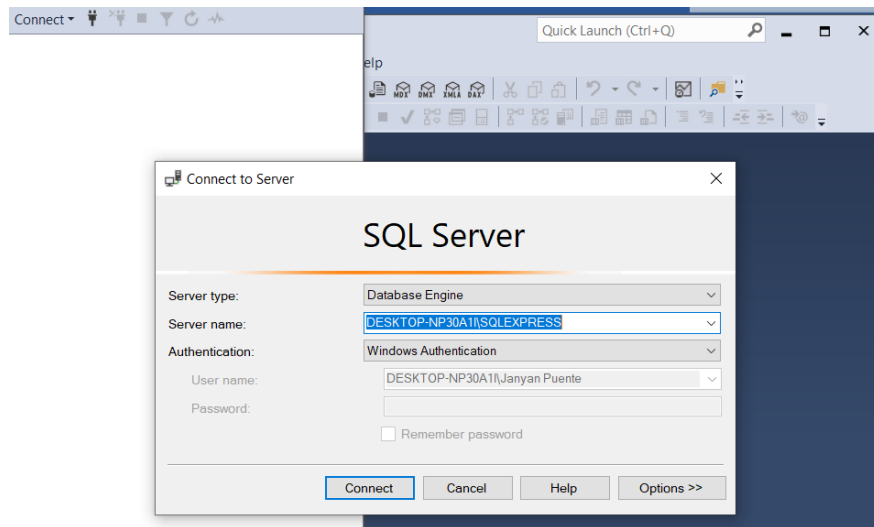 Connect
Quick Launch (Ctrl+Q)
elp
MDX DMX XMLA DAX
Connect to Server
SQL Server
Server type: Database Engine
Server name: DESKTOP-NP30A1I\SQLEXPRESS
Authentication: Windows Authentication
User name: DESKTOP-NP30A1I\Janyan Puente
Password:
Remember password
Connect Cancel Help Options >>